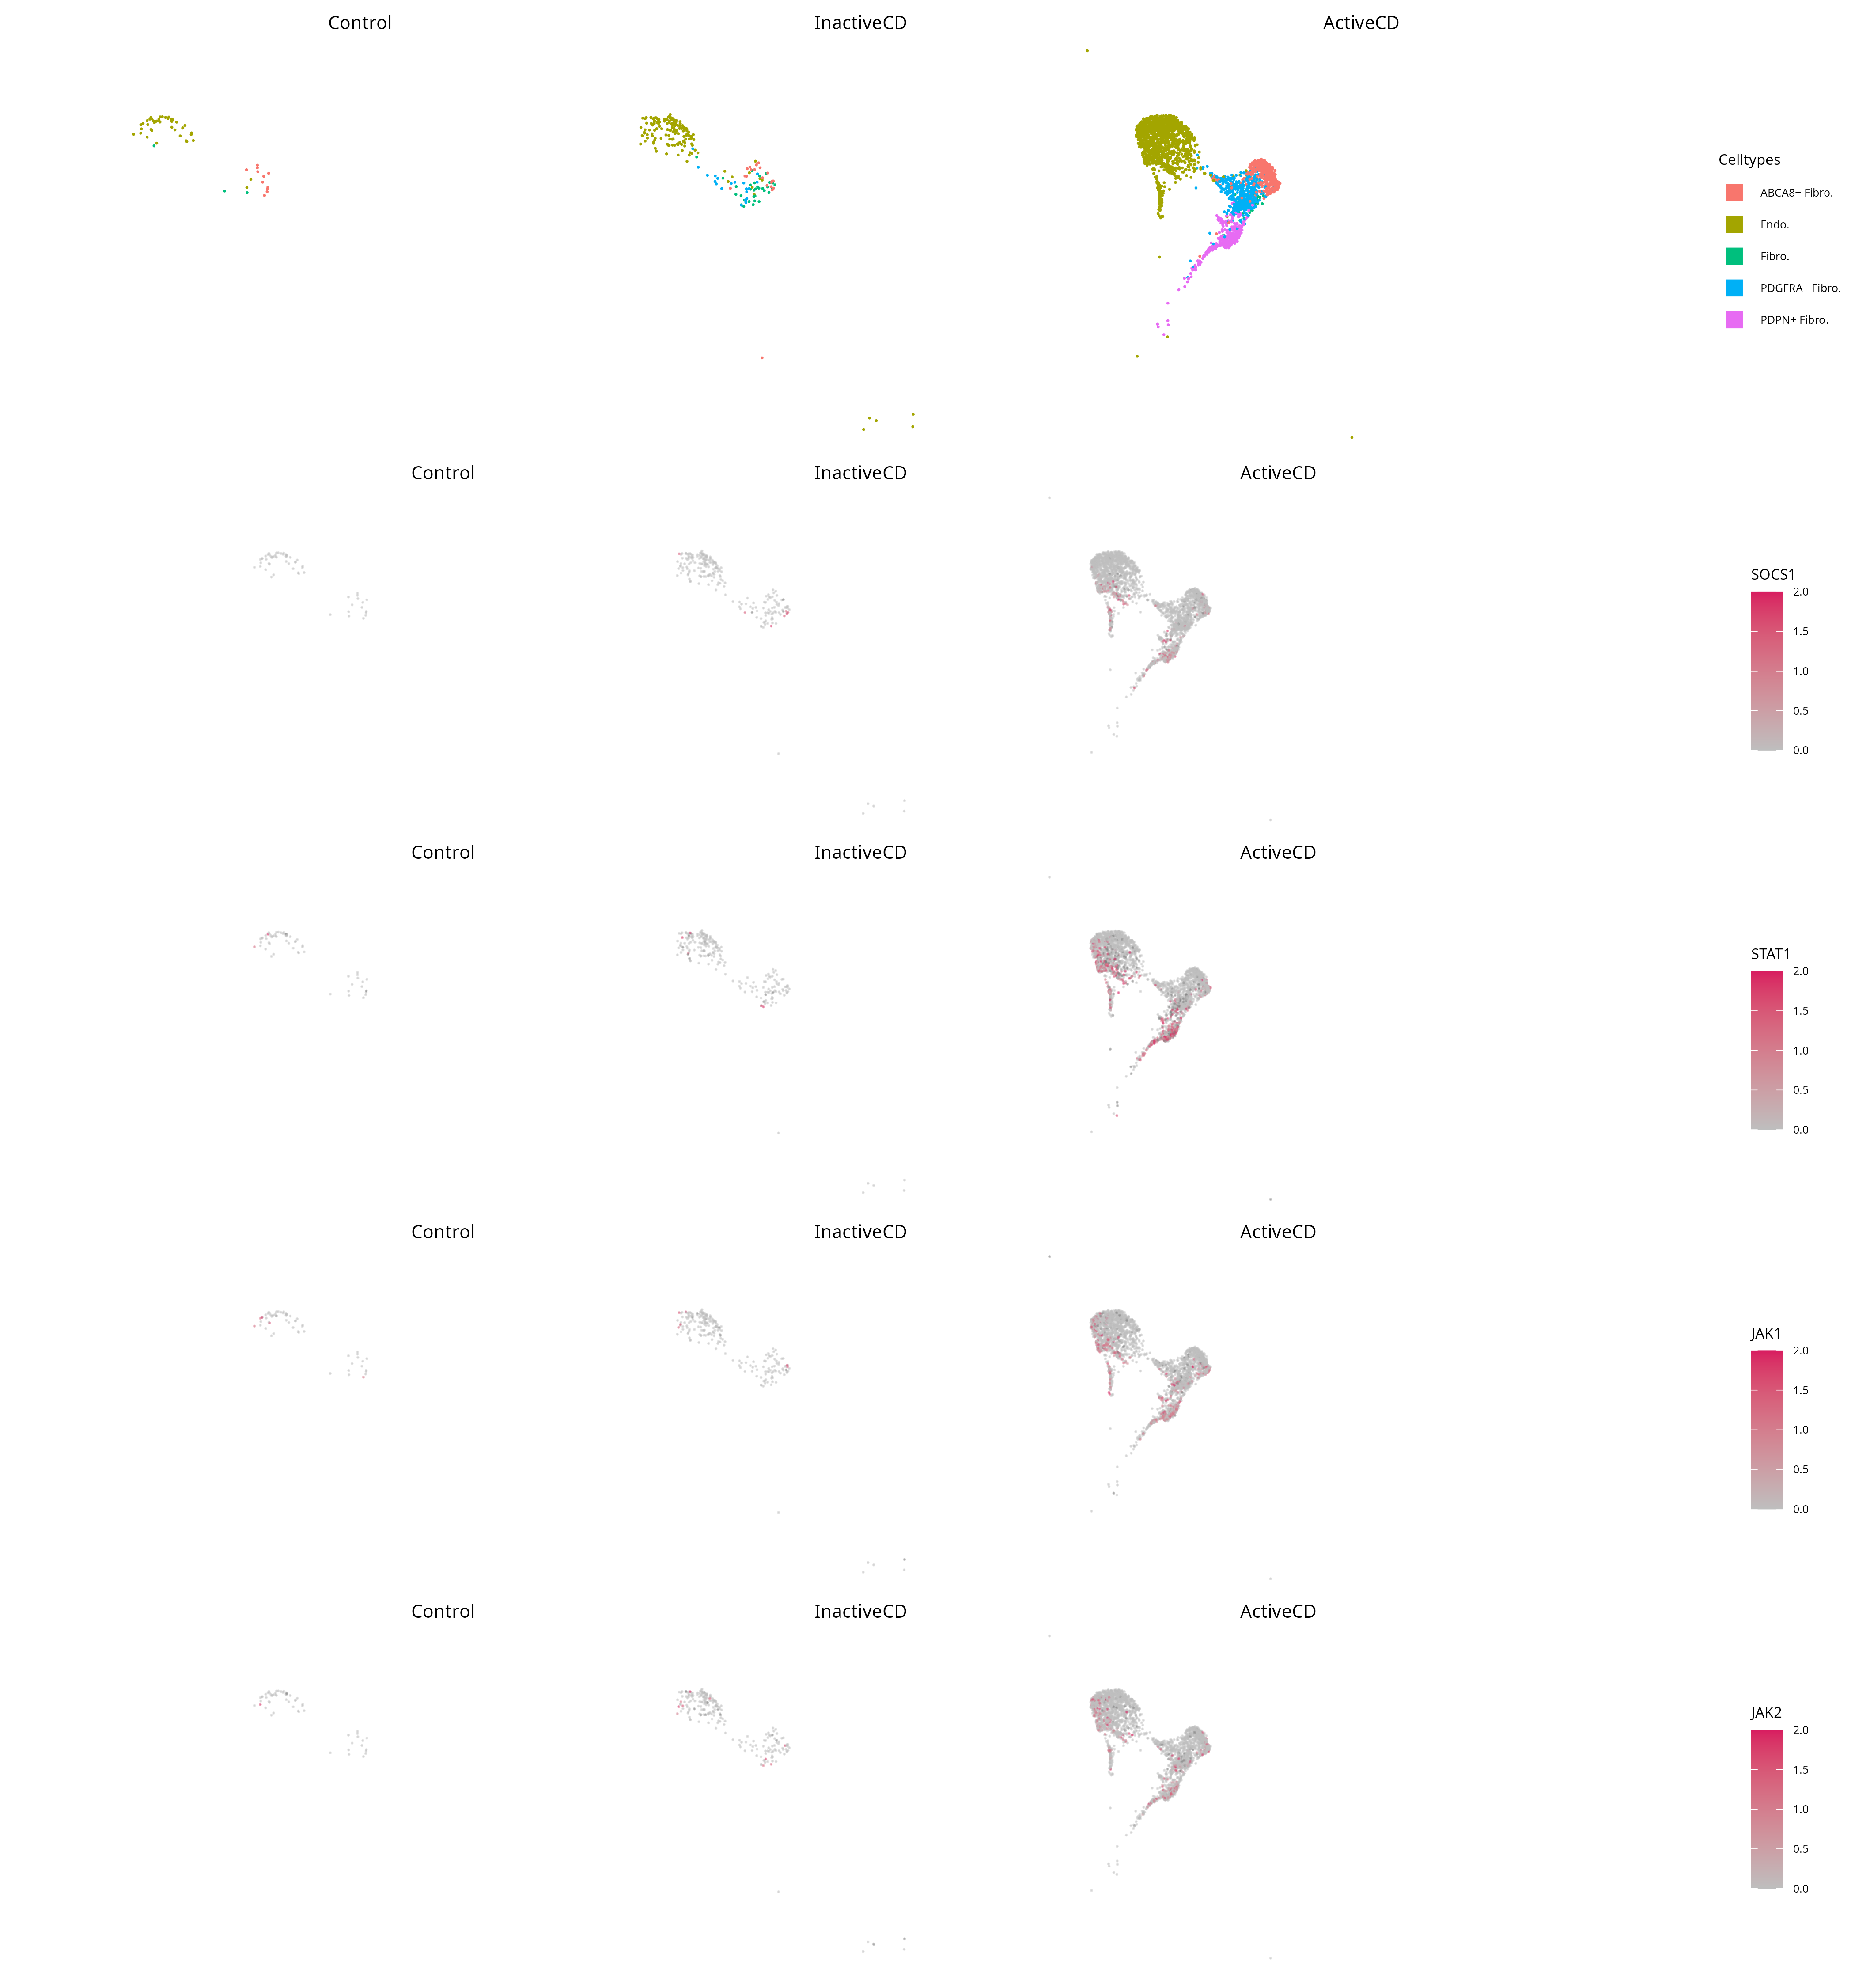 Control InactiveCD ActiveCD
Celltypes
ABCA8+ Fibro.
Endo.
Fibro.
PDGFRA+ Fibro.
PDPN+ Fibro.
Control InactiveCD ActiveCD
SOCS1
2.0
1.5
1.0
0.5
0.0
Control InactiveCD ActiveCD
STAT1
2.0
1.5
1.0
0.5
0.0
Control InactiveCD ActiveCD
JAK1
2.0
1.5
1.0
0.5
0.0
Control InactiveCD ActiveCD
JAK2
2.0
1.5
1.0
0.5
0.0